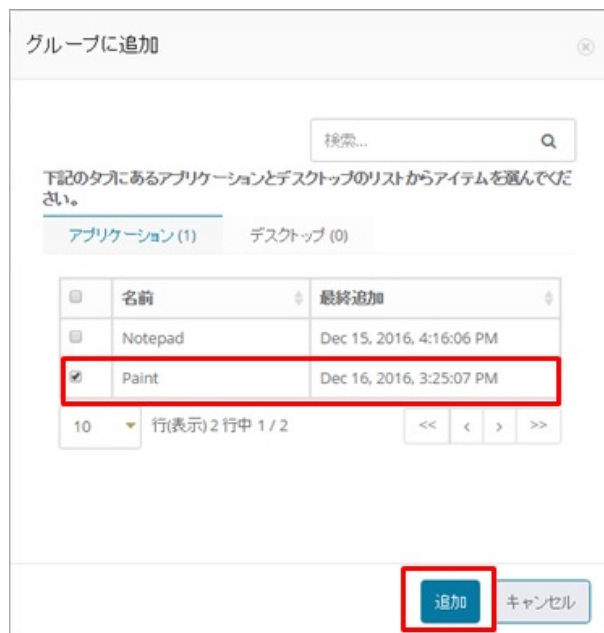 グループに追加
検索...
下記のタブにあるアプリケーションとデスクトップのリストからアイテムを選んでくだ
さい。
アプリケーション (1) デスクトップ (0)
名前 最終追加
Notepad Dec 15, 2016, 4:16:06 PM
Paint Dec 16, 2016, 3:25:07 PM
10 行(表示) 2 行中 1 / 2 << < > >>
追加 キャンセル